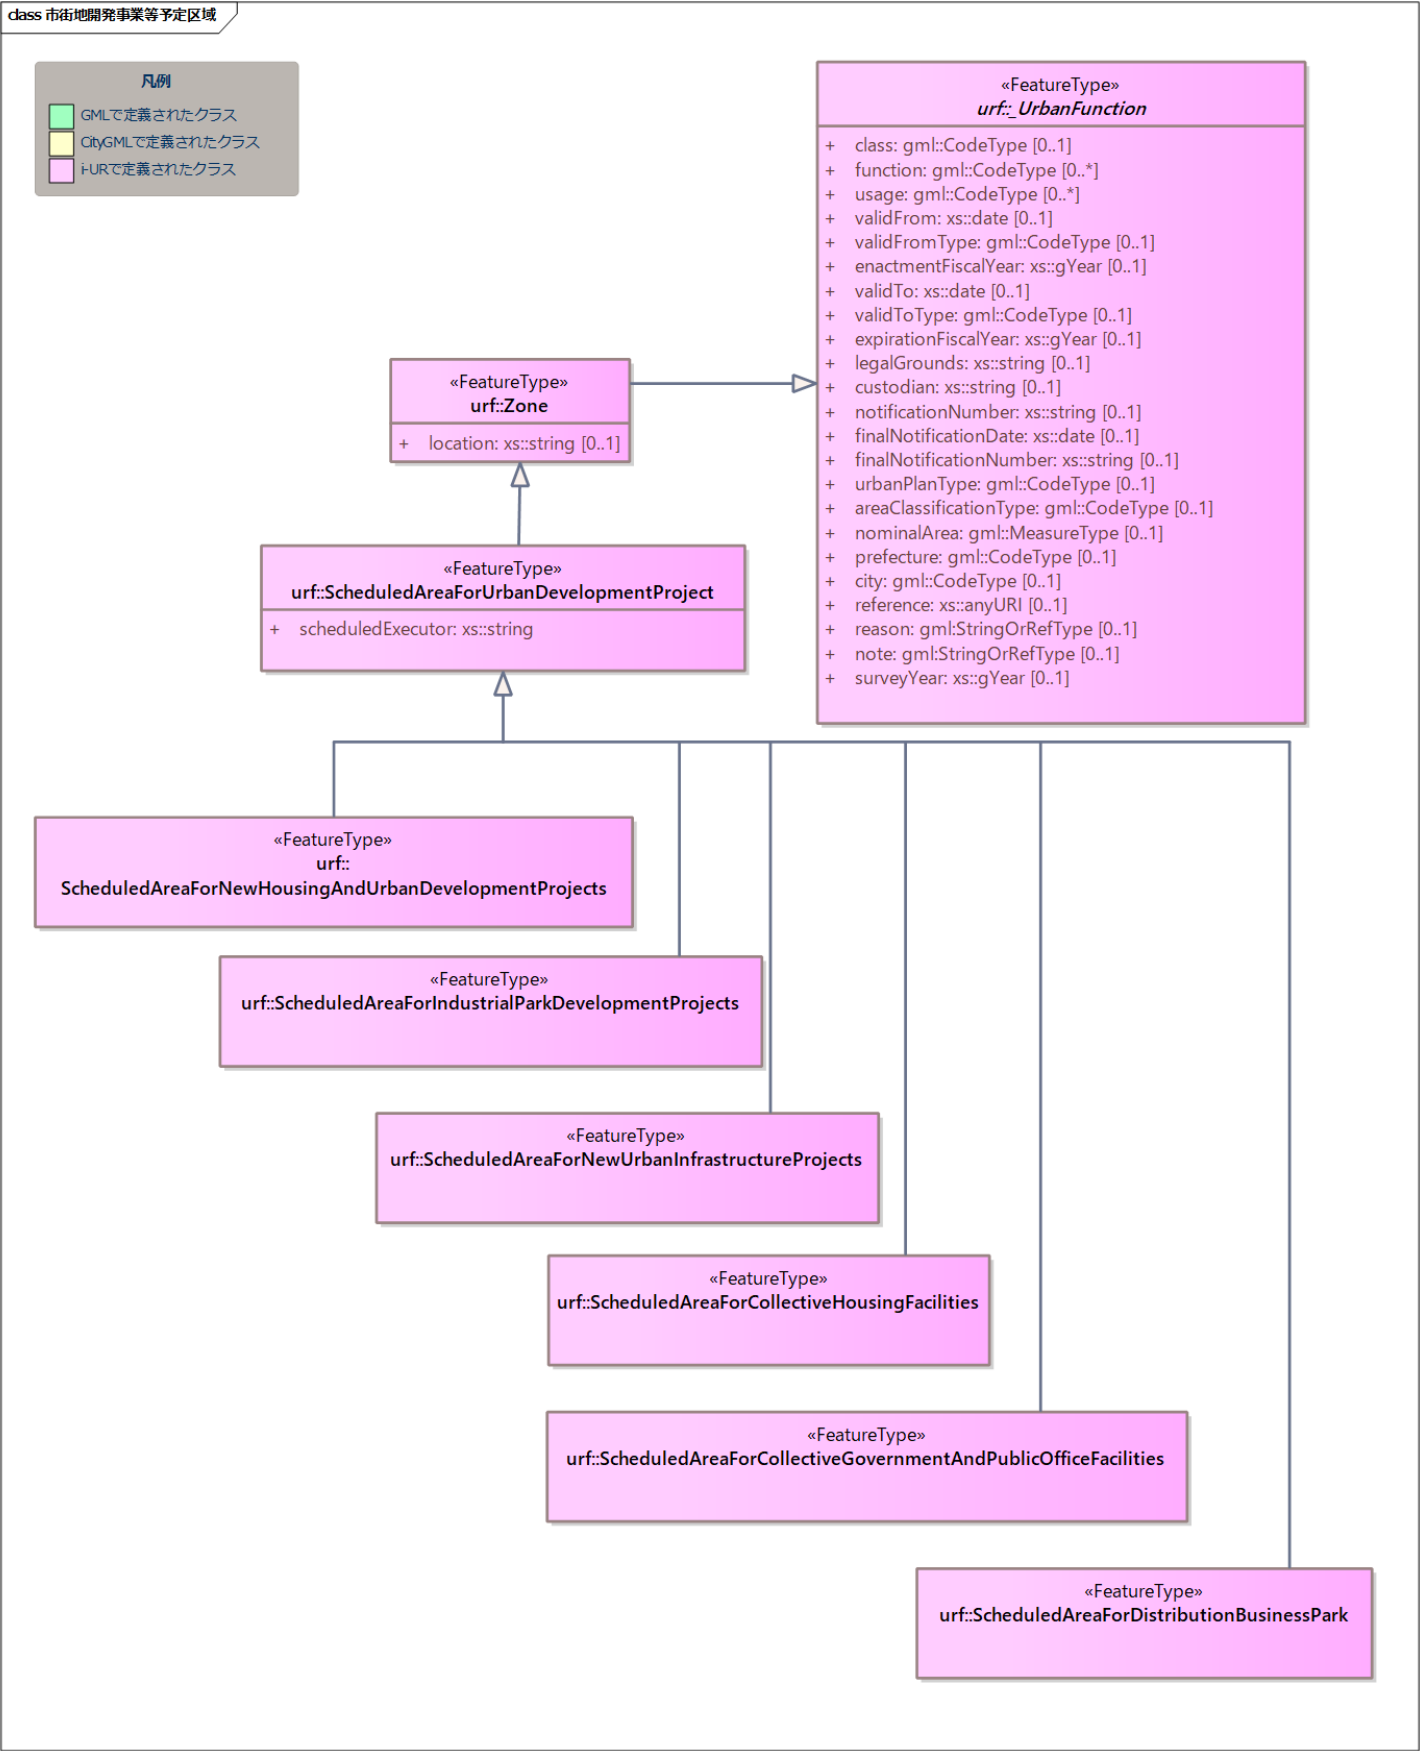 class 市街地開発事業等予定区域
凡例
GMLで定義されたクラス
CityGMLで定義されたクラス
i-URで定義されたクラス
«FeatureType»
urf::_UrbanFunction
+ class: gml::CodeType [0..1]
+ function: gml::CodeType [0..*]
+ usage: gml::CodeType [0..*]
+ validFrom: xs::date [0..1]
+ validFromType: gml::CodeType [0..1]
+ enactmentFiscalYear: xs::gYear [0..1]
+ validTo: xs::date [0..1]
+ validToType: gml::CodeType [0..1]
+ expirationFiscalYear: xs::gYear [0..1]
+ legalGrounds: xs::string [0..1]
+ custodian: xs::string [0..1]
+ notificationNumber: xs::string [0..1]
+ finalNotificationDate: xs::date [0..1]
+ finalNotificationNumber: xs::string [0..1]
+ urbanPlanType: gml::CodeType [0..1]
+ areaClassificationType: gml::CodeType [0..1]
+ nominalArea: gml::MeasureType [0..1]
+ prefecture: gml::CodeType [0..1]
+ city: gml::CodeType [0..1]
+ reference: xs::anyURI [0..1]
+ reason: gml:StringOrRefType [0..1]
+ note: gml:StringOrRefType [0..1]
+ surveyYear: xs::gYear [0..1]
«FeatureType»
urf::Zone
+ location: xs::string [0..1]
«FeatureType»
urf::ScheduledAreaForUrbanDevelopmentProject
+ scheduledExecutor: xs::string
«FeatureType»
urf::
ScheduledAreaForNewHousingAndUrbanDevelopmentProjects
«FeatureType»
urf::ScheduledAreaForIndustrialParkDevelopmentProjects
«FeatureType»
urf::ScheduledAreaForNewUrbanInfrastructureProjects
«FeatureType»
urf::ScheduledAreaForCollectiveHousingFacilities
«FeatureType»
urf::ScheduledAreaForCollectiveGovernmentAndPublicOfficeFacilities
«FeatureType»
urf::ScheduledAreaForDistributionBusinessPark